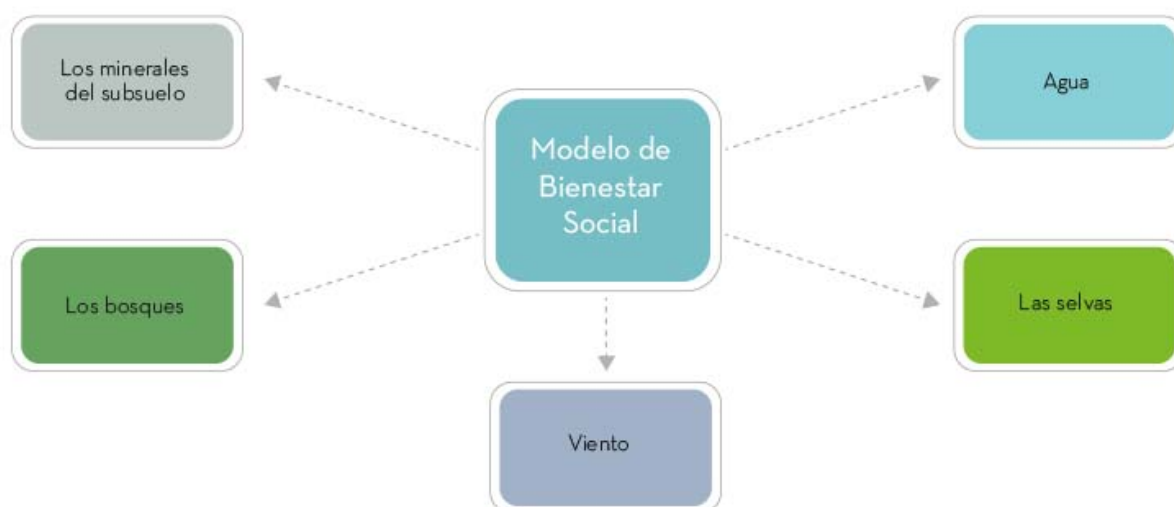 Los minerales
del subsuelo
Agua
Modelo de
Bienestar
Social
Los bosques
Las selvas
Viento